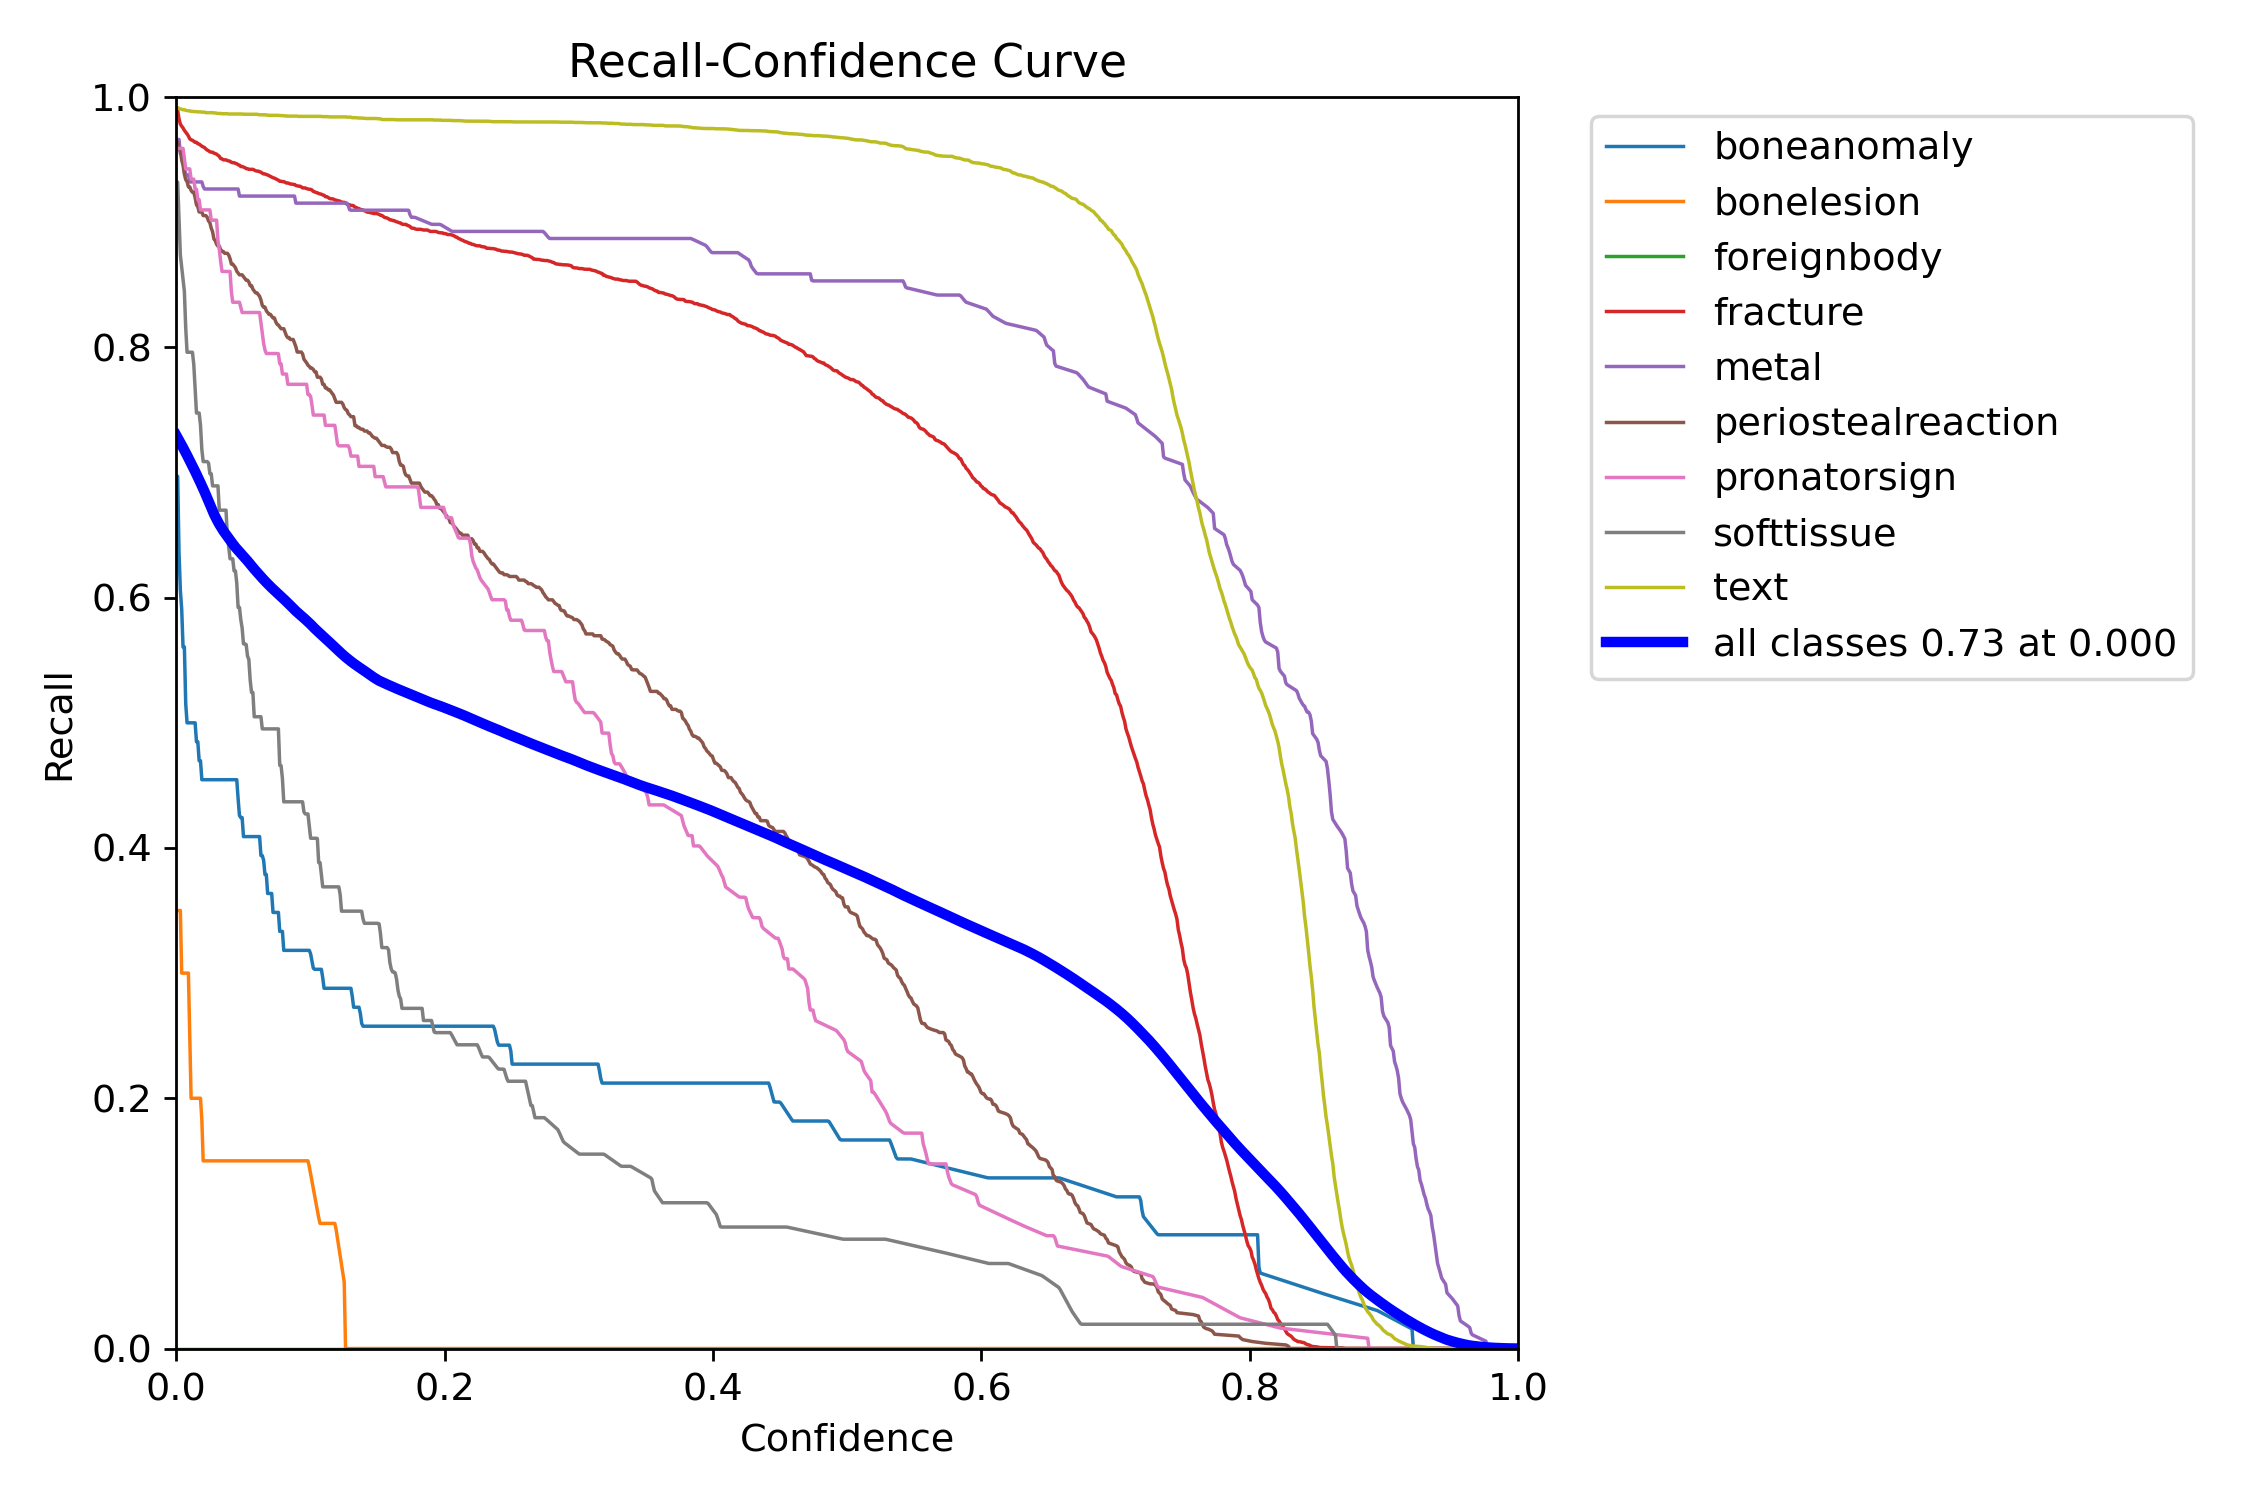 Recall-Confidence Curve
1.0
0.8
0.6
0.4
0.2
0.0
Recall
0.0 0.2 0.4 0.6 0.8 1.0
Confidence
boneanomaly
bonelesion
foreignbody
fracture
metal
periostealreaction
pronatorsign
softtissue
text
all classes 0.73 at 0.000